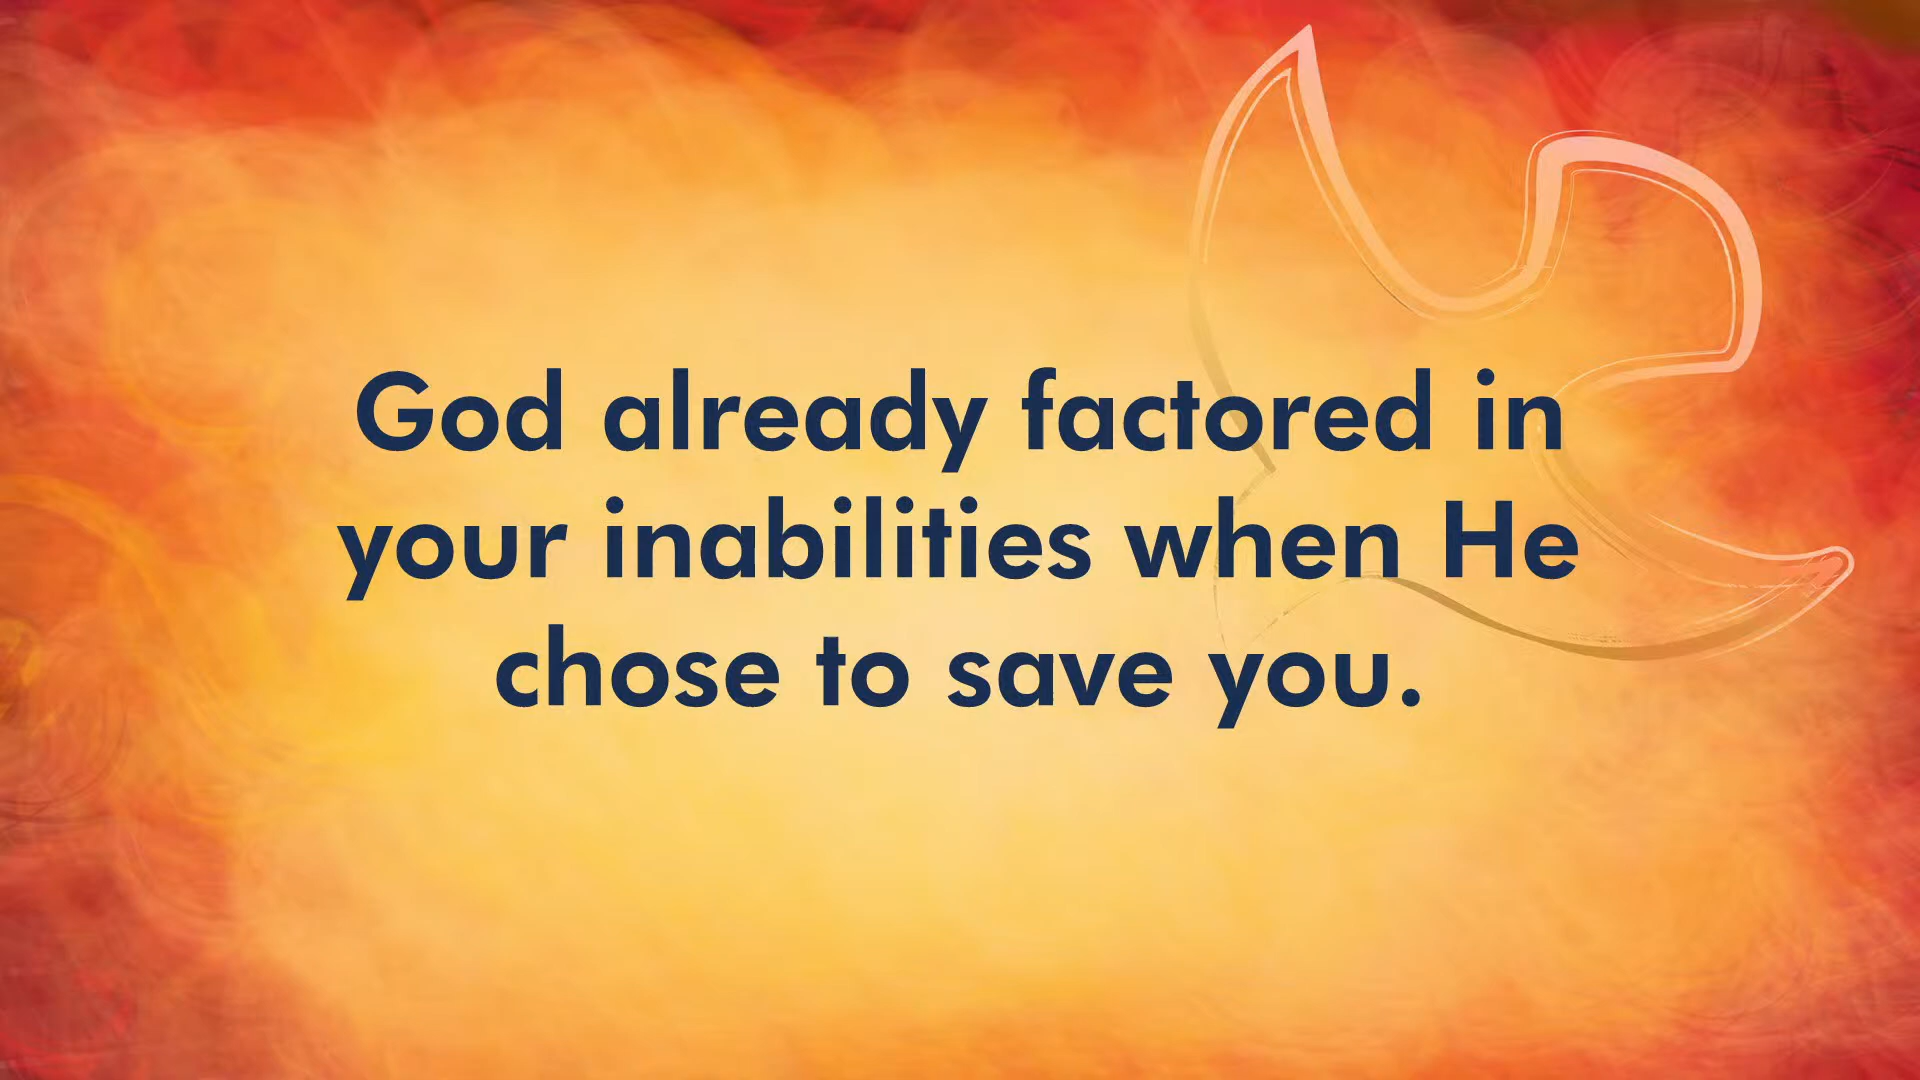 God already factored in
your inabilities when He
chose to save you.